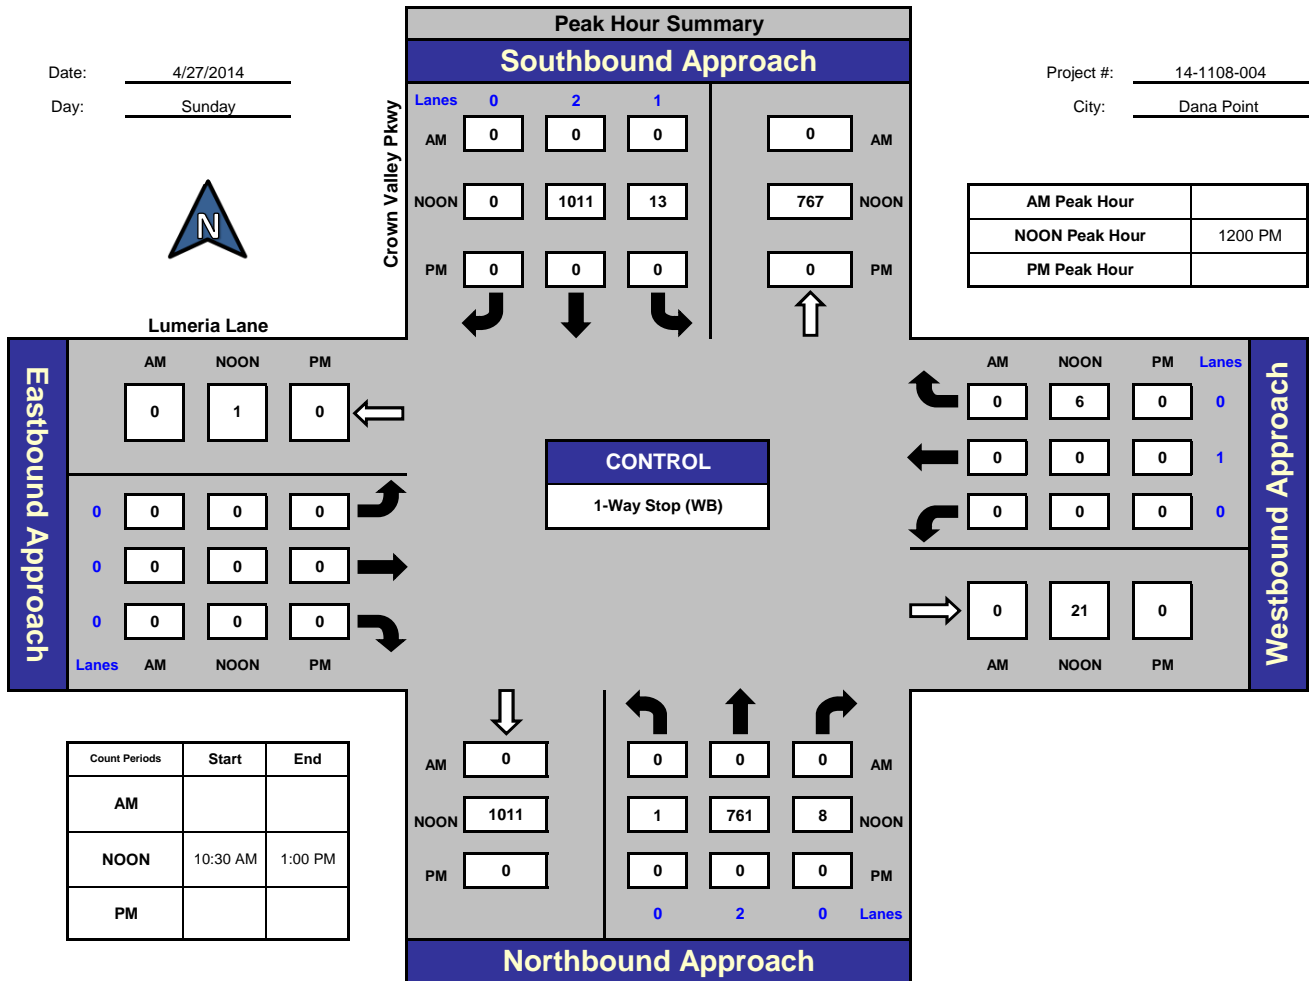 Peak Hour Summary
Southbound Approach
Date: 4/27/2014
Day: Sunday
Project #: 14-1108-004
City: Dana Point
N
Crown Valley Pkwy
Lanes 0 2 1
AM 0 0 0 0 AM
NOON 0 1011 13 767 NOON
PM 0 0 0 0 PM
AM Peak Hour
NOON Peak Hour 1200 PM
PM Peak Hour
Lumeria Lane
Eastbound Approach
AM NOON PM
0 1 0
0 0 0 0
0 0 0 0
0 0 0 0
Lanes AM NOON PM
CONTROL
1-Way Stop (WB)
AM NOON PM Lanes
0 6 0 0
0 0 0 1
0 0 0 0
0 21 0
AM NOON PM
Westbound Approach
Count Periods Start End
AM
NOON 10:30 AM 1:00 PM
PM
AM 0 0 0 0 AM
NOON 1011 1 761 8 NOON
PM 0 0 0 0 PM
0 2 0 Lanes
Northbound Approach